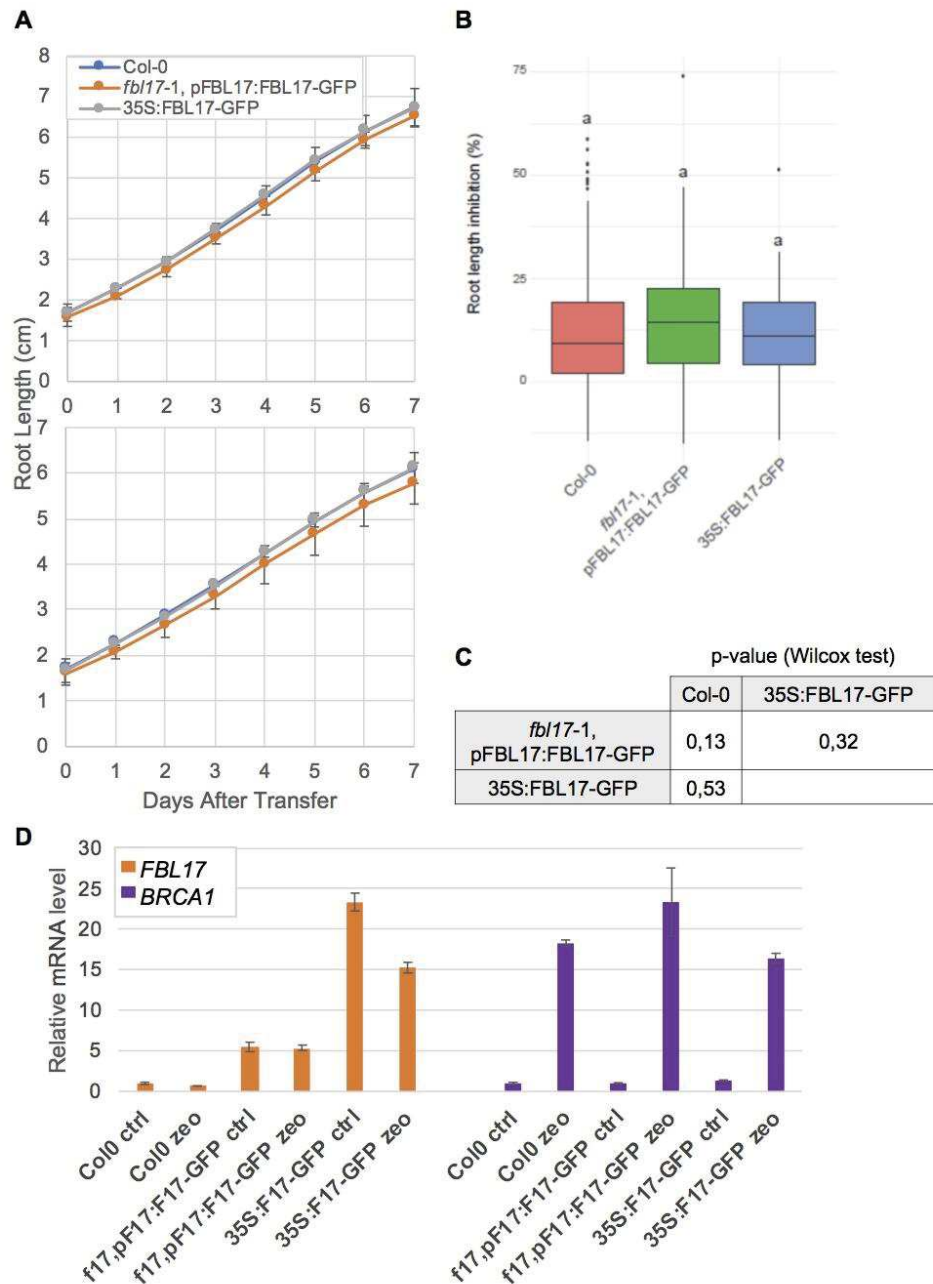 A
8
7
6
5
4
3
2
1
0
Col-0
fbl17-1, pFBL17:FBL17-GFP
35S:FBL17-GFP
0 1 2 3 4 5 6 7
7
6
5
4
3
2
1
0
0 1 2 3 4 5 6 7
Root Length (cm)
Days After Transfer
B
75
50
25
0
Root length inhibition (%)
a
a
a
Col-0
fbl17-1,
pFBL17:FBL17-GFP
35S:FBL17-GFP
C
p-value (Wilcox test)
Col-0 35S:FBL17-GFP
fbl17-1,
pFBL17:FBL17-GFP 0,13 0,32
35S:FBL17-GFP 0,53
D
30
25
20
15
10
5
0
Relative mRNA level
FBL17
BRCA1
Col0 ctrl
Col0 zeo
f17,pF17:F17-GFP ctrl
f17,pF17:F17-GFP zeo
35S:F17-GFP ctrl
35S:F17-GFP zeo
Col0 ctrl
Col0 zeo
f17,pF17:F17-GFP ctrl
f17,pF17:F17-GFP zeo
35S:F17-GFP ctrl
35S:F17-GFP zeo